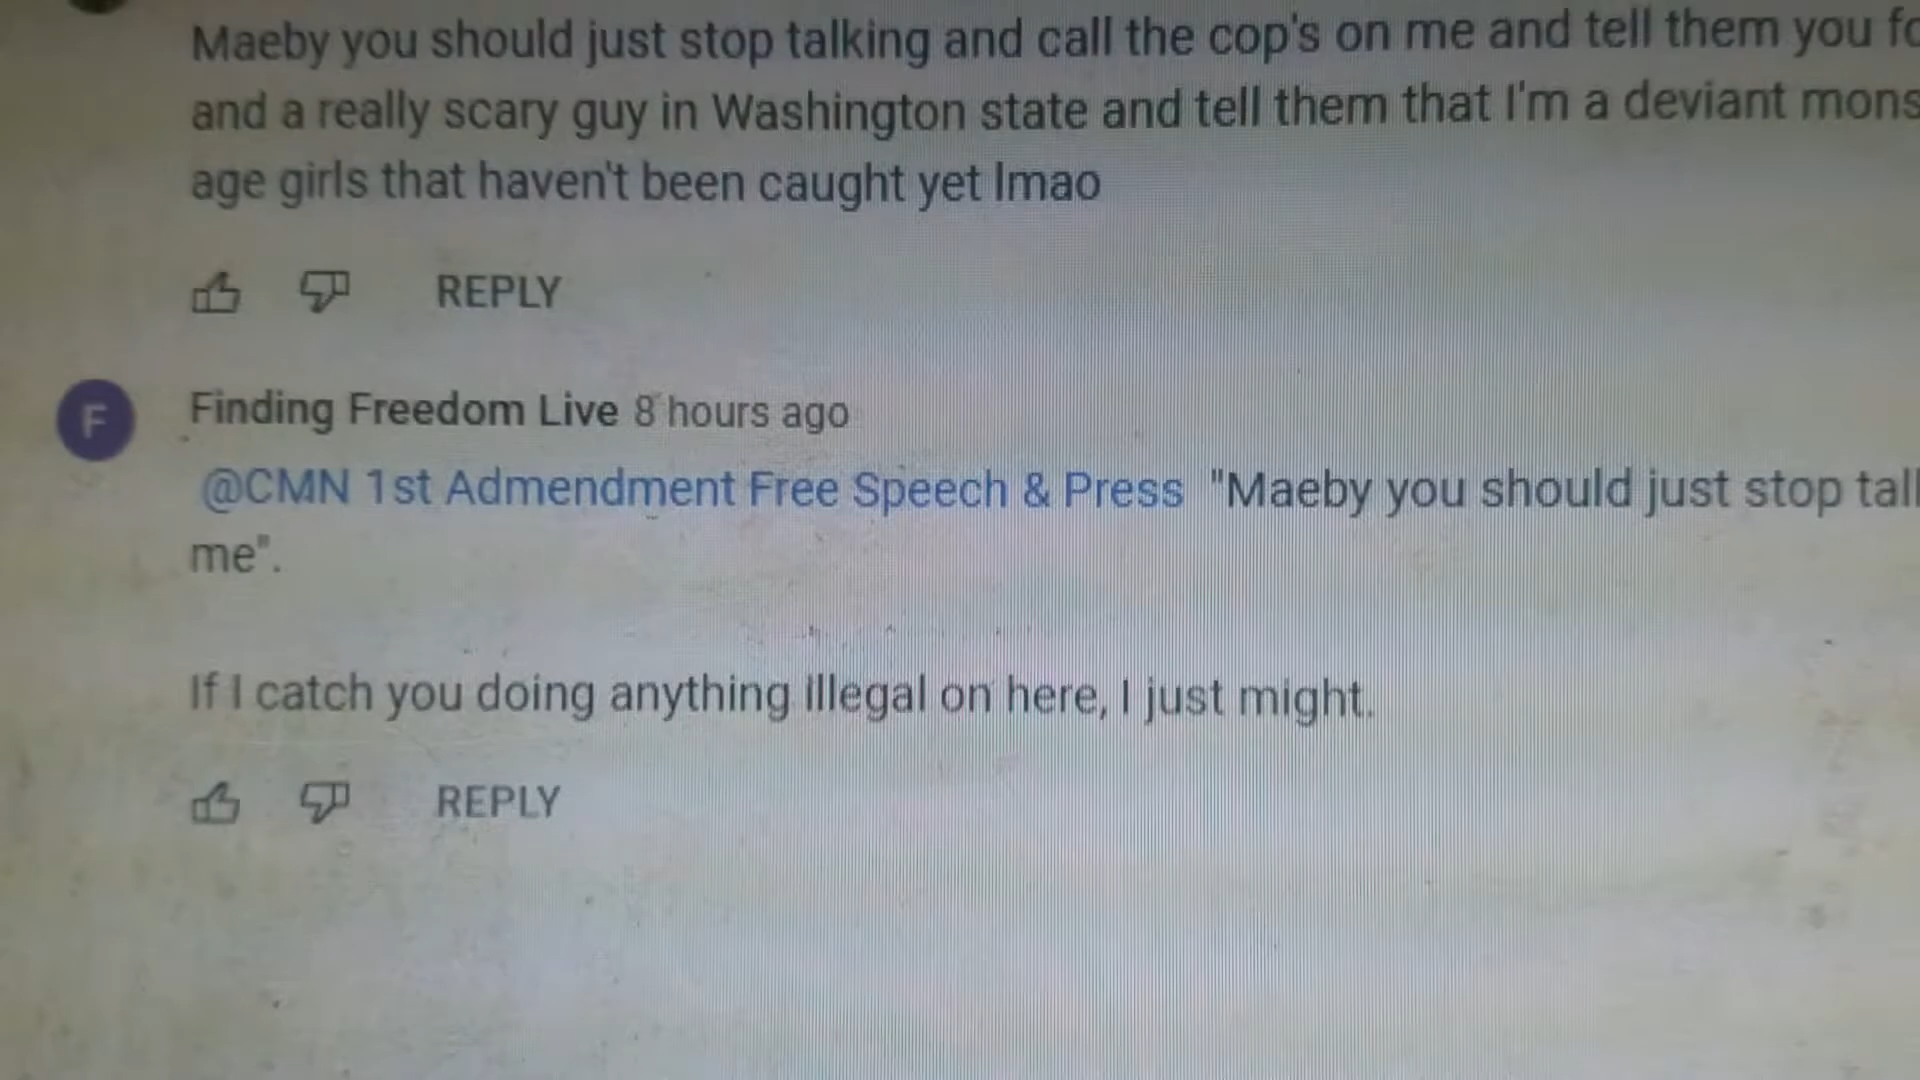 Maeby you should just stop talking and call the cop's on me and tell them you
and a really scary guy in Washington state and tell them that I'm a deviant
age girls that haven't been caught yet lmao
REPLY
F
Finding Freedom Live 8 hours ago
@CMN 1st Admendment Free Speech & Press "Maeby you should just stop
me".
If I catch you doing anything illegal on here, I just might.
REPLY